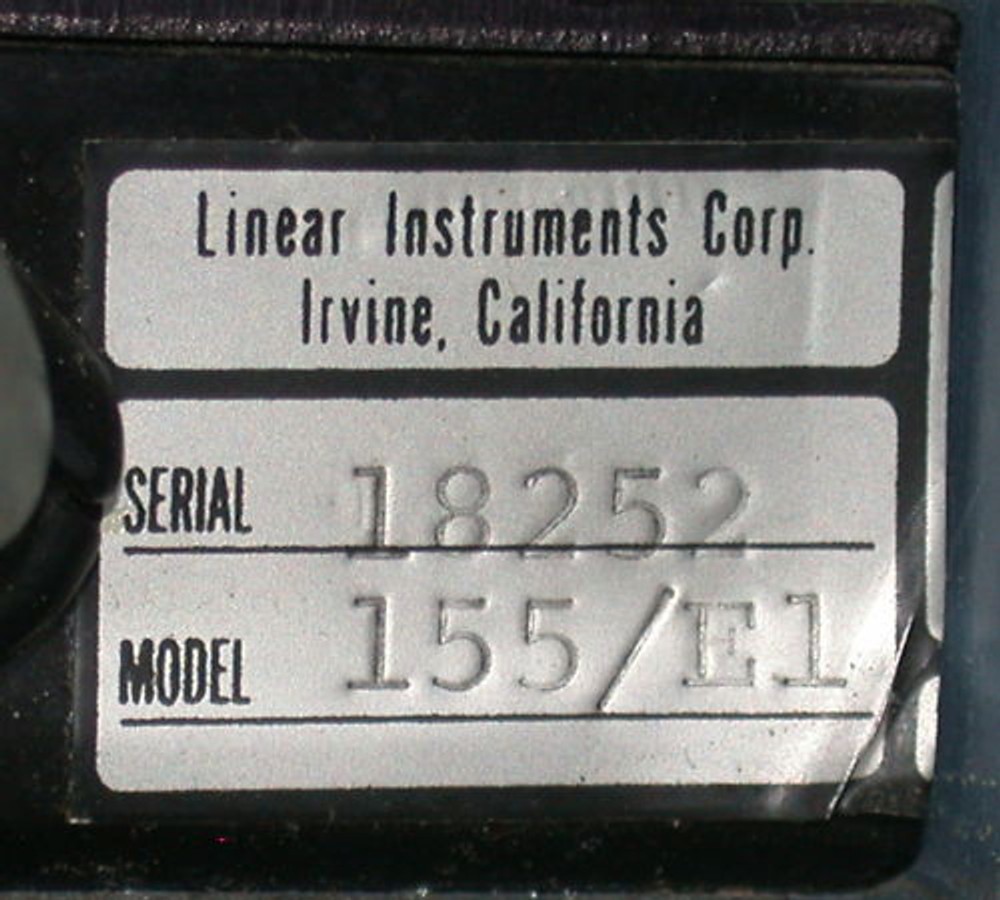 Linear Instruments Corp.
Irvine, California
SERIAL 18252
MODEL 155/E1